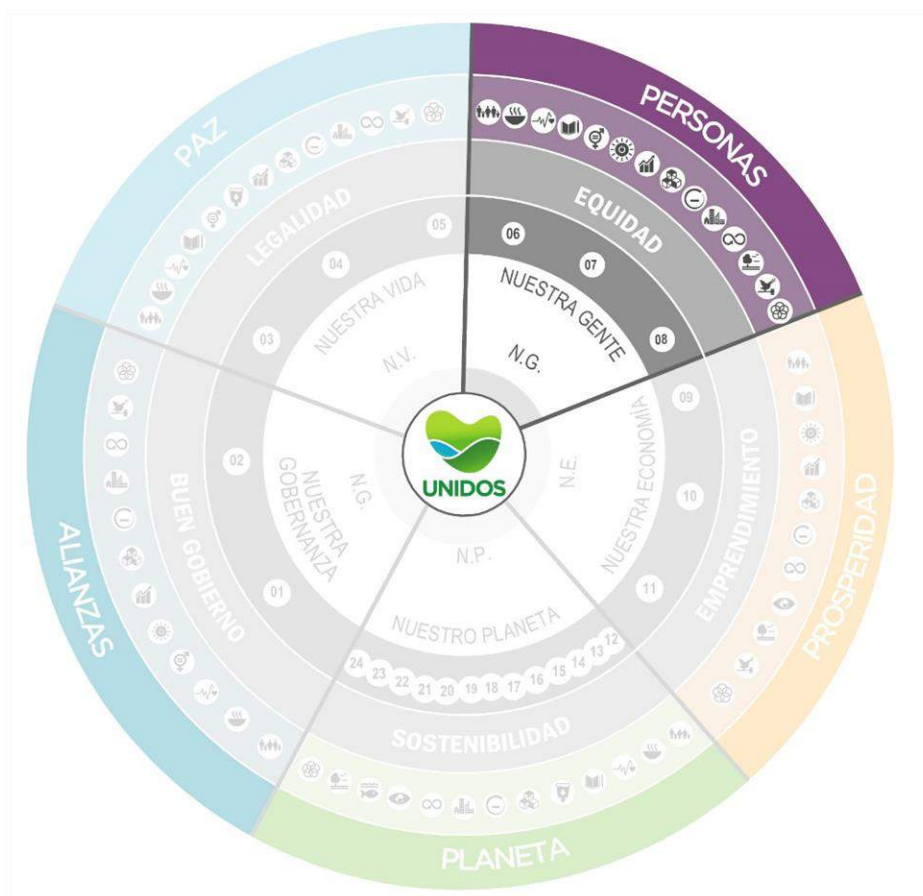 PERSONAS
EQUIDAD
06
07
08
NUESTRA GENTE
N.G.
PROSPERIDAD
EMPRENDIMIENTO
09
10
11
NUESTRA ECONOMÍA
N.E.
PLANETA
SOSTENIBILIDAD
12
13
14
15
16
17
18
19
20
21
22
23
24
NUESTRO PLANETA
N.P.
ALIANZAS
BUEN GOBIERNO
01
02
NUESTRA
GOBERNANZA
N.G.
PAZ
LEGALIDAD
03
04
05
NUESTRA VIDA
N.V.
UNIDOS